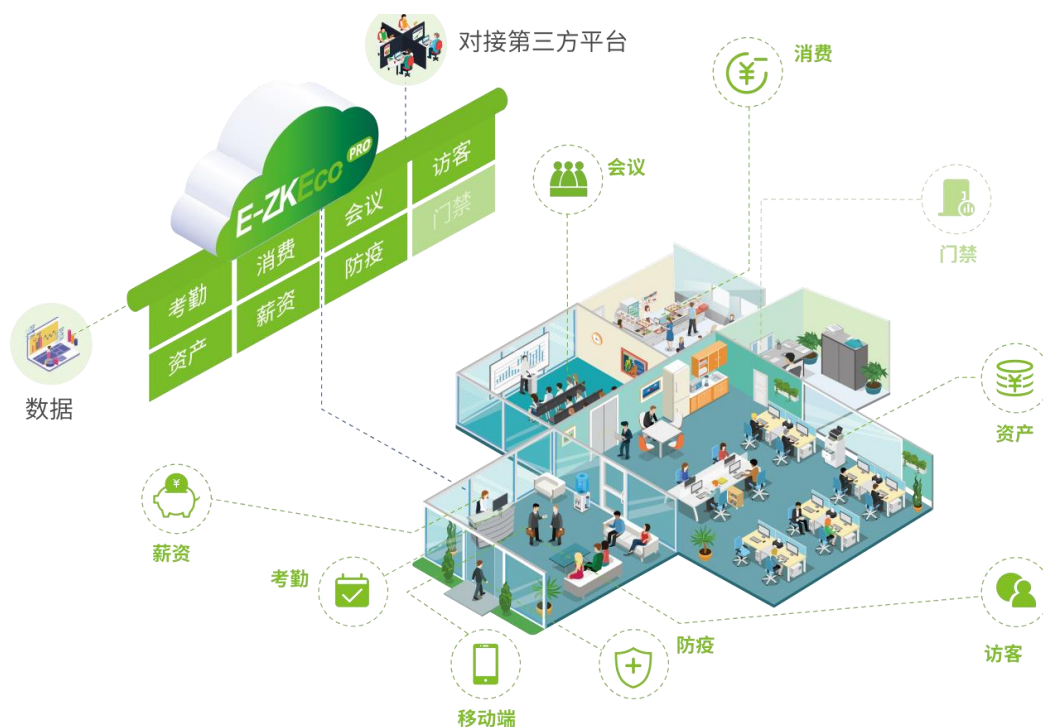 对接第三方平台
消费
E-ZKEco PRO
考勤
消费
会议
访客
资产
薪资
防疫
门禁
会议
门禁
数据
资产
薪资
考勤
防疫
访客
移动端